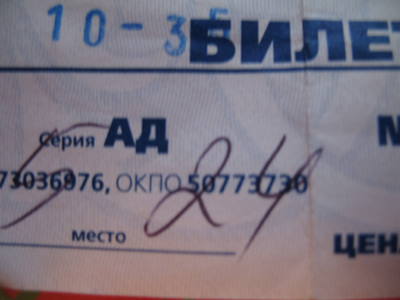 10-35 БИЛЕТ
Серия АД
73036976, ОКПО 50773730
5 24
место
ЦЕН